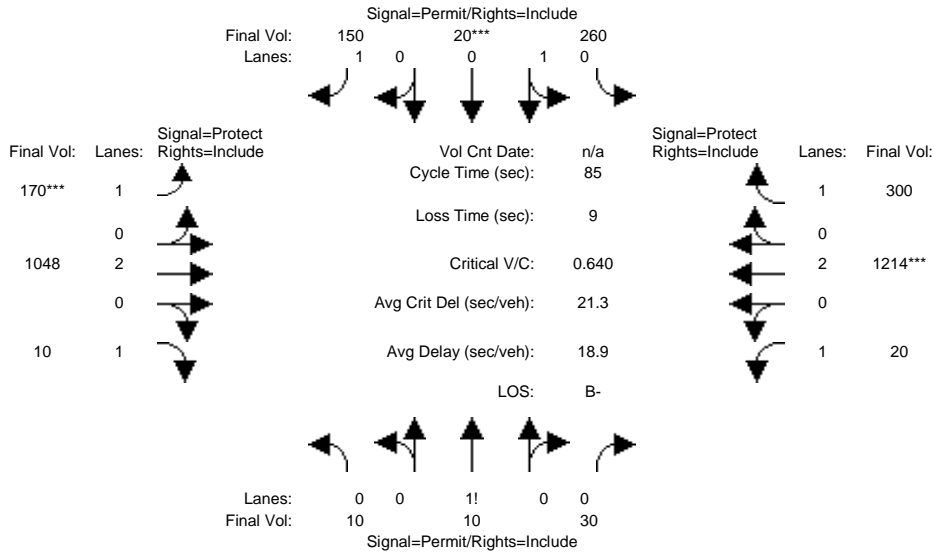 Signal=Permit/Rights=Include
Final Vol: 150 20*** 260
Lanes: 1 0 0 1 0
Signal=Protect Signal=Protect
Final Vol: Lanes: Rights=Include Vol Cnt Date: n/a Rights=Include Lanes: Final Vol:
Cycle Time (sec): 85
170*** 1 1 300
Loss Time (sec): 9
0 0
1048 2 Critical V/C: 0.640 2 1214***
0 Avg Crit Del (sec/veh): 21.3 0
10 1 Avg Delay (sec/veh): 18.9 1 20
LOS: B-
Lanes: 0 0 1! 0 0
Final Vol: 10 10 30
Signal=Permit/Rights=Include